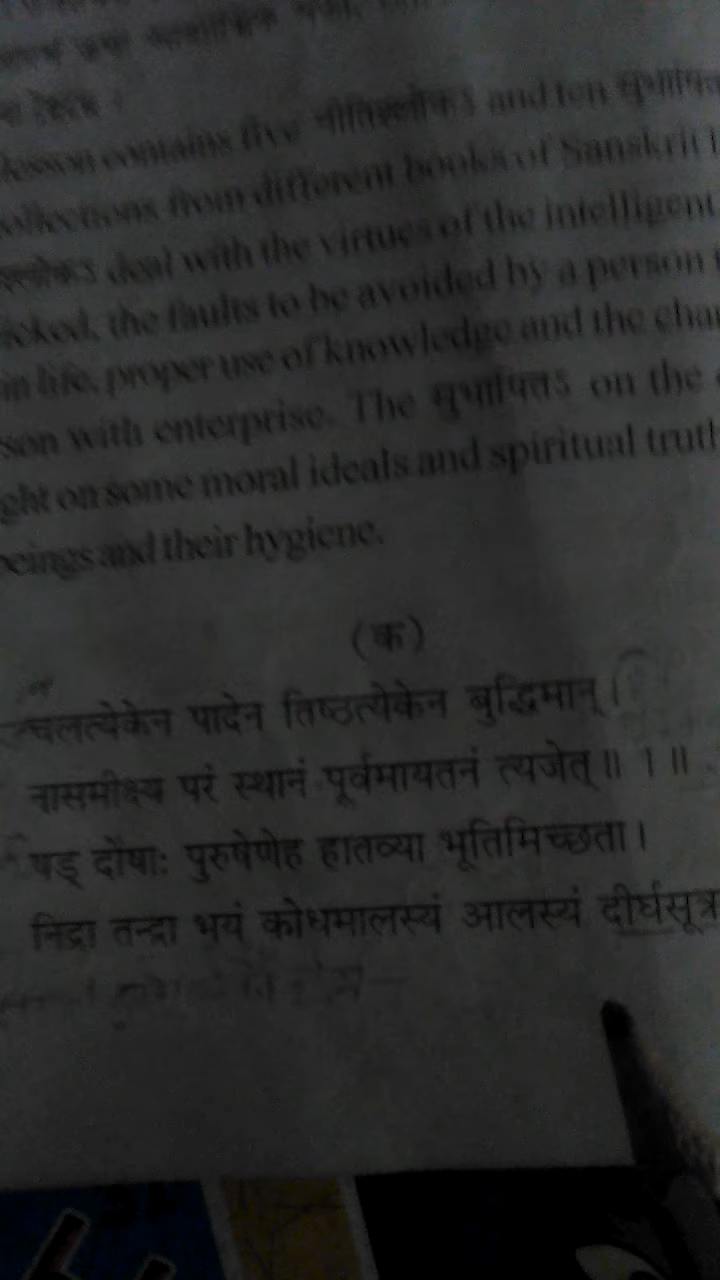 lesson contains five नीतिश्लोकs and ten सुभाषित
ollections from different books of Sanskrit
श्लोकs deal with the virtues of the intelligent
icked, the faults to be avoided by a person
in life, proper use of knowledge and the cha
son with enterprise. The सुभाषितs on the
ght on some moral ideals and spiritual trut
beings and their hygiene.
(क)
चलत्येकेन पादेन तिष्ठत्येकेन बुद्धिमान् ।
नासमीक्ष्य परं स्थानं पूर्वमायतनं त्यजेत् ॥ 1 ॥
षड् दोषाः पुरुषेणेह हातव्या भूतिमिच्छता ।
निद्रा तन्द्रा भयं क्रोधमालस्यं आलस्यं दीर्घसूत्र